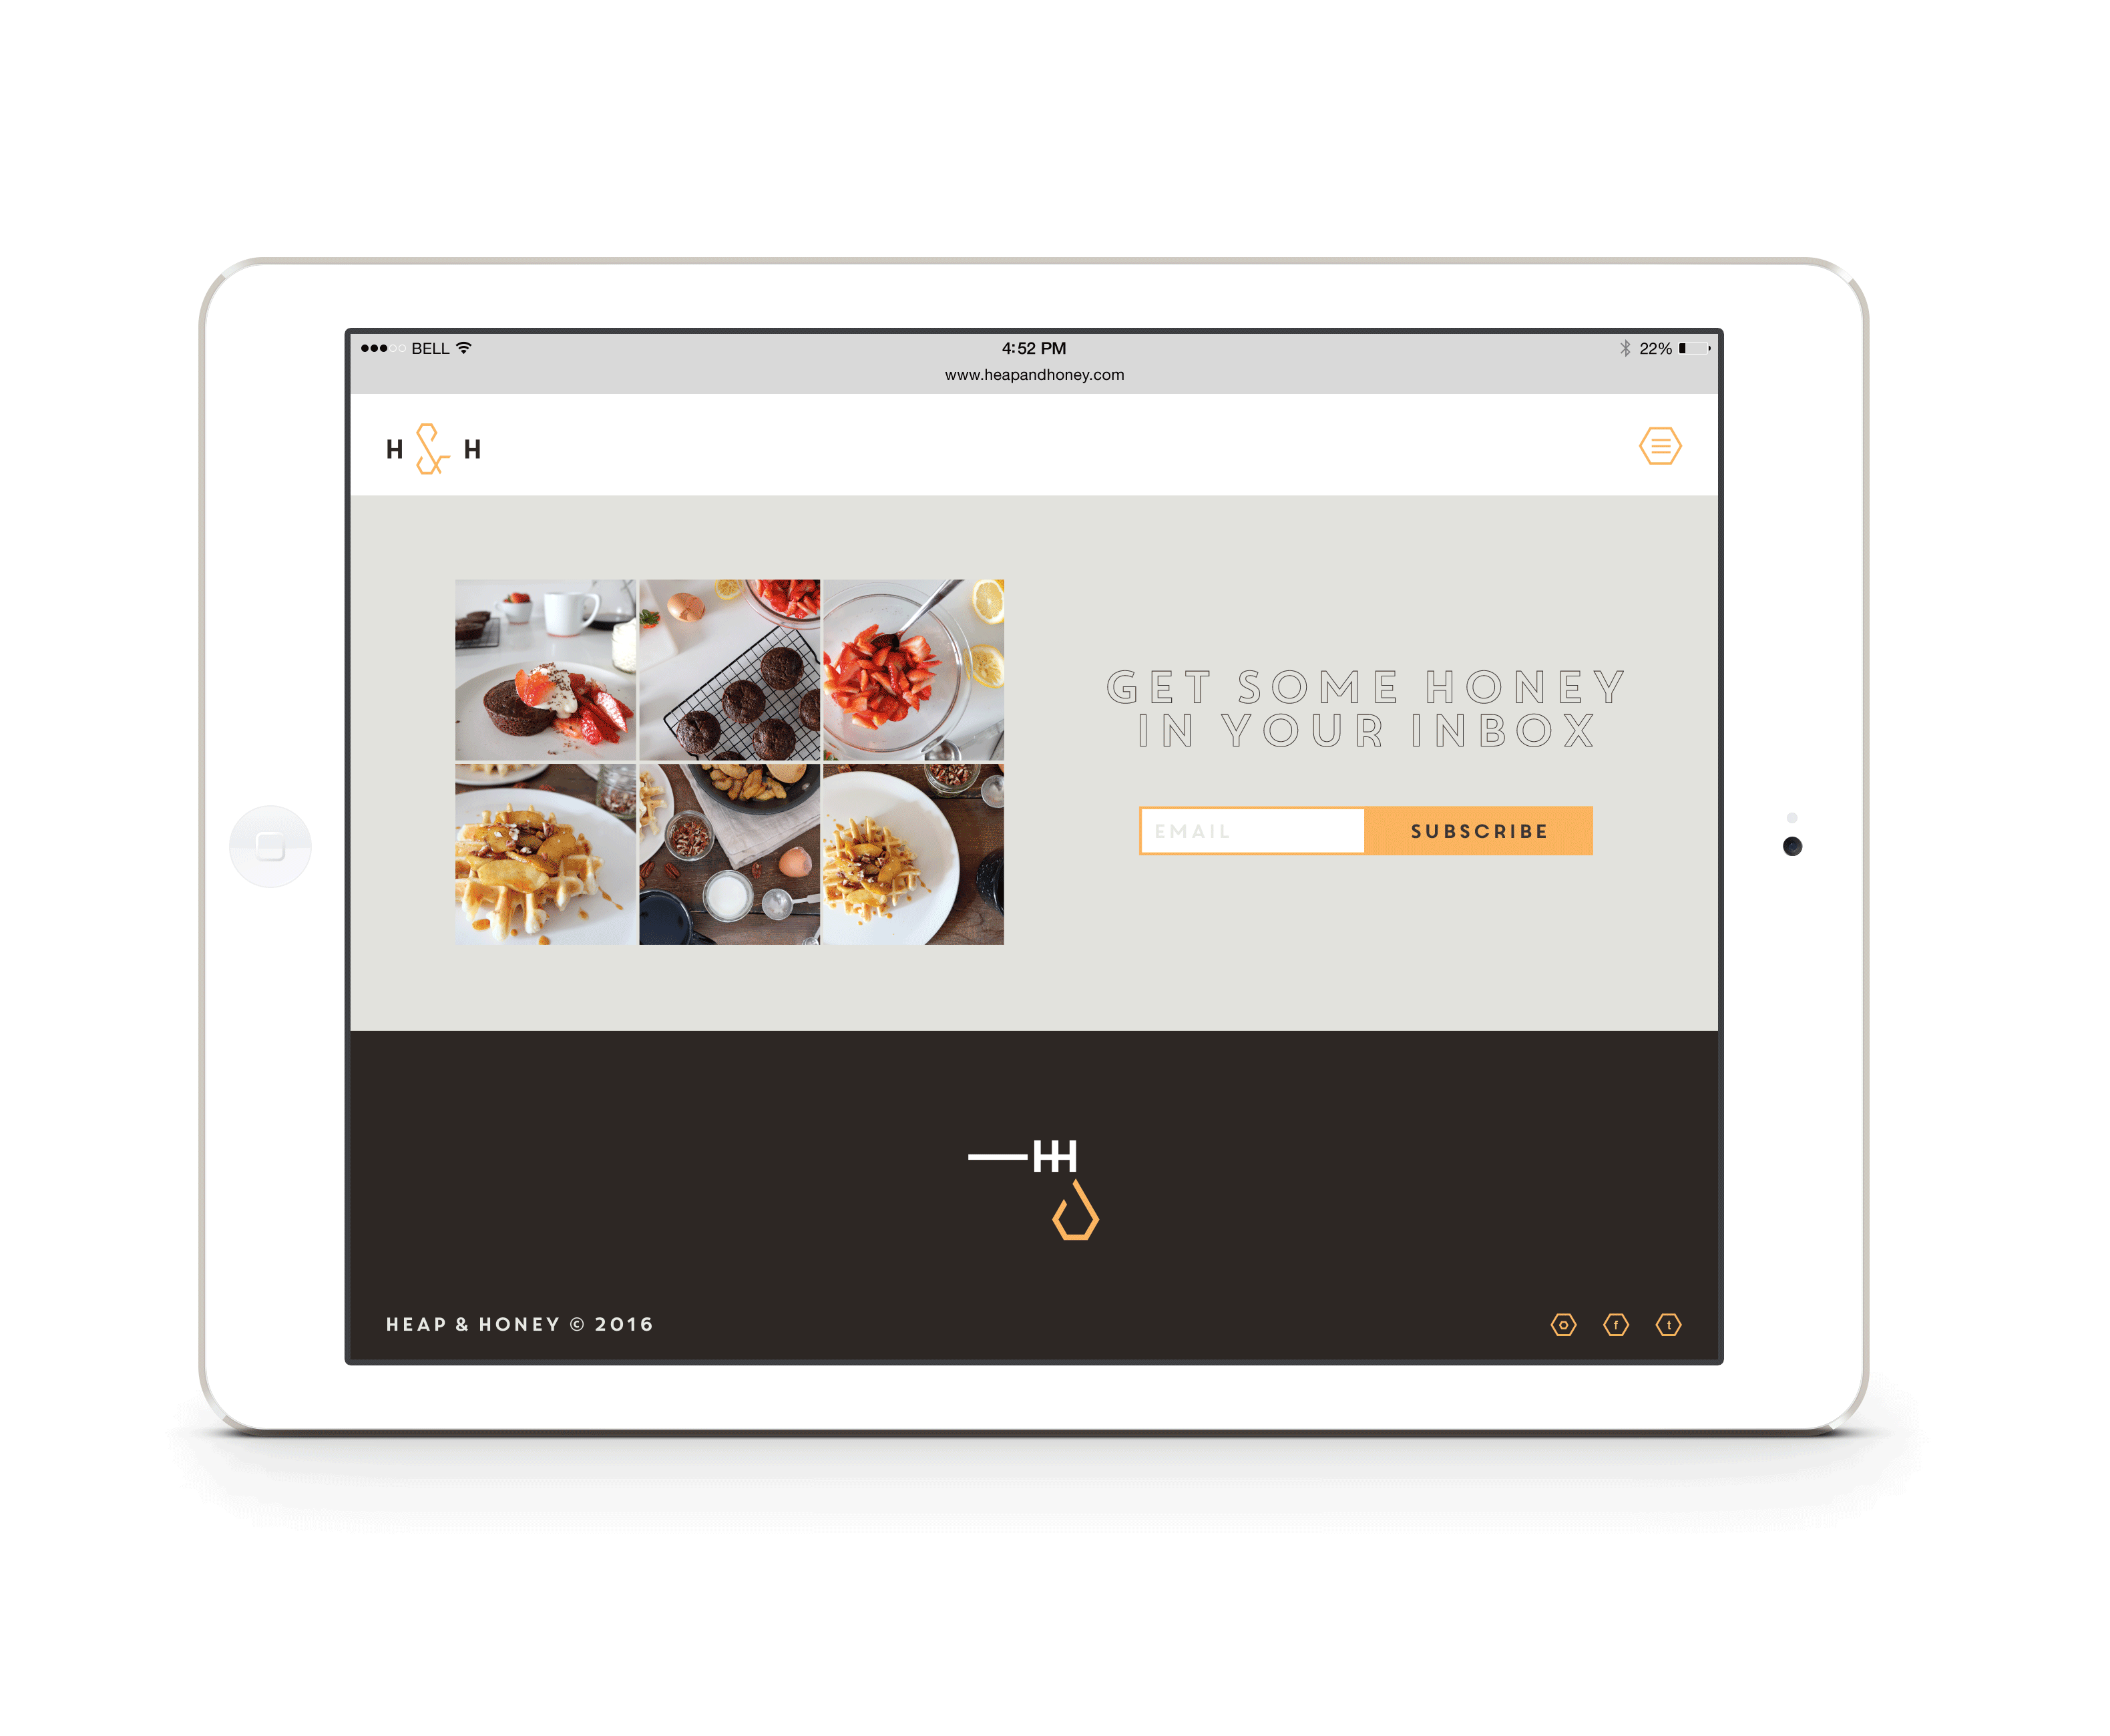 BELL
4:52 PM
22%
www.heapandhoney.com
H & H
GET SOME HONEY
IN YOUR INBOX
EMAIL
SUBSCRIBE
HH
HEAP & HONEY © 2016
f
t